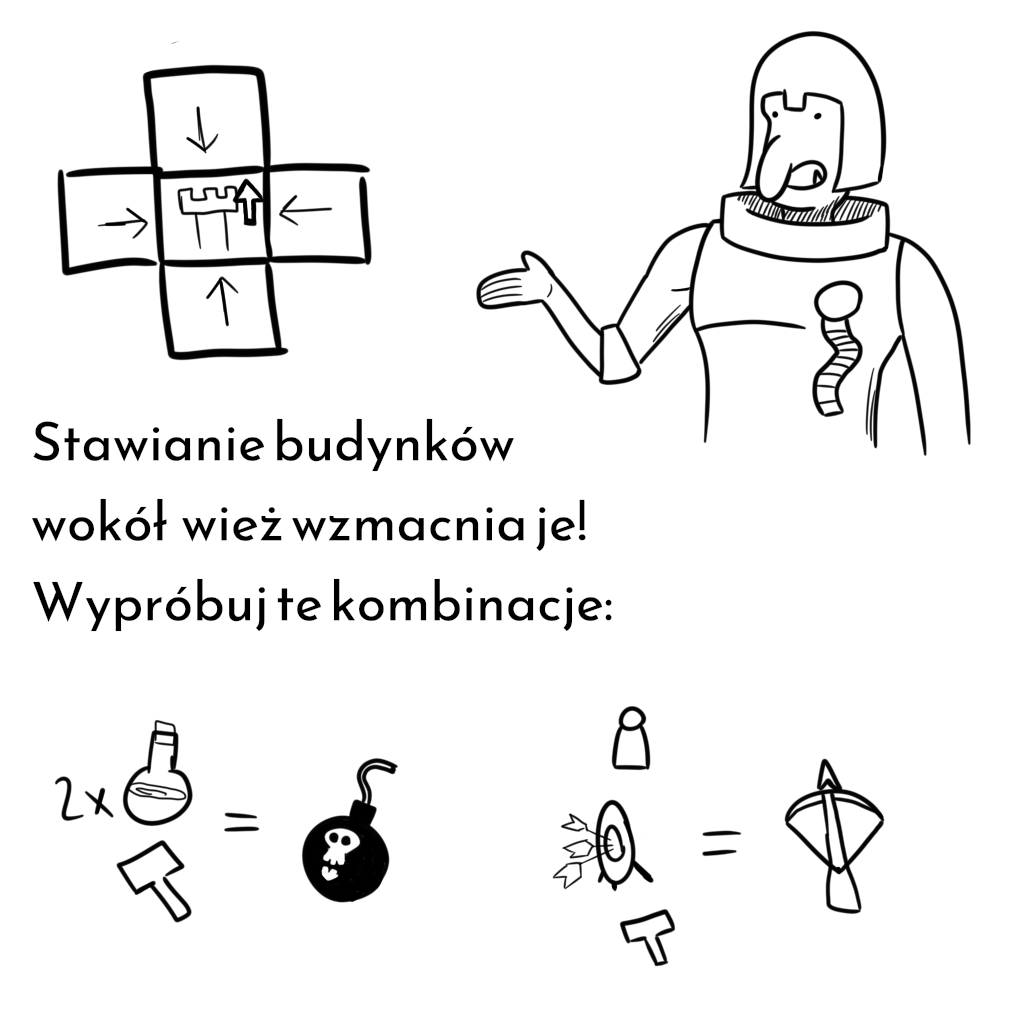 Stawianie budynków
wokół wież wzmacnia je!
Wypróbuj te kombinacje:
2x = =